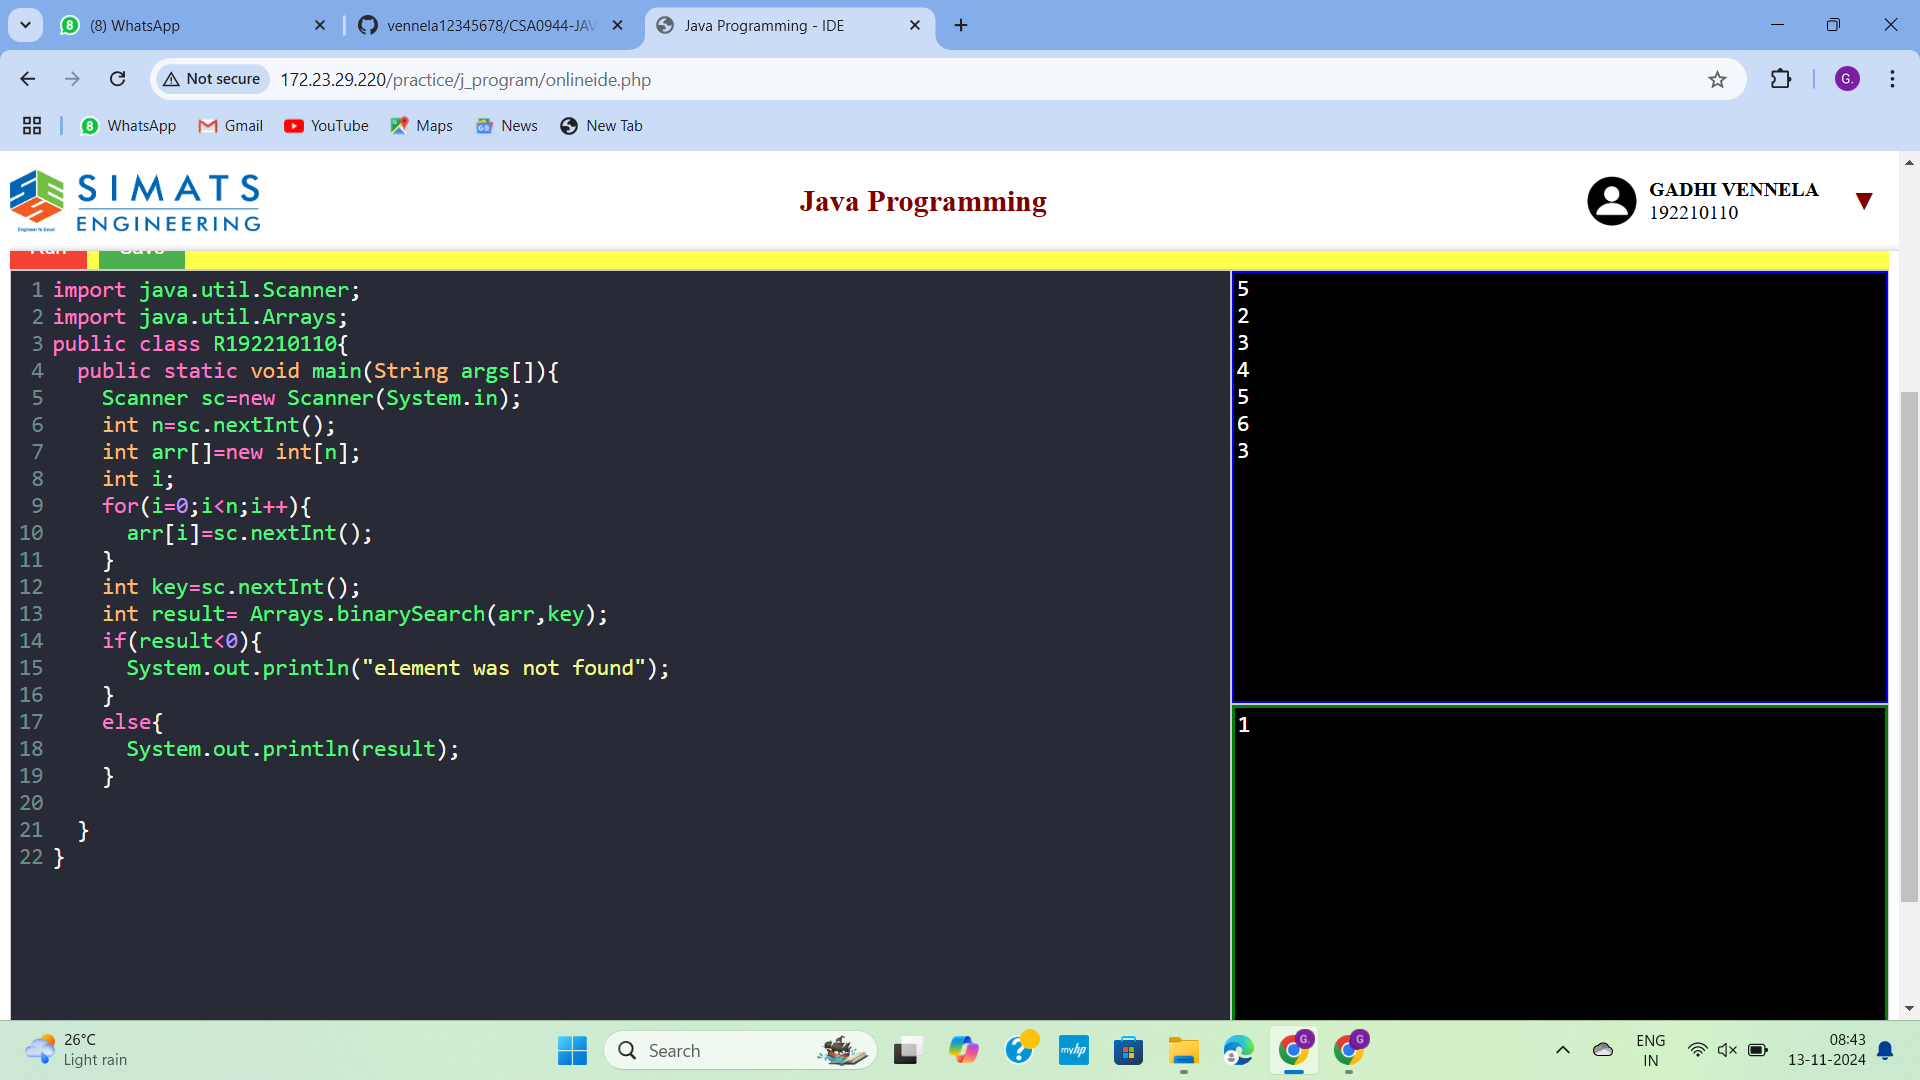 (8) WhatsApp
vennela12345678/CSA0944-JAV
Java Programming - IDE
Not secure
172.23.29.220/practice/j_program/onlineide.php
G.
WhatsApp
Gmail
YouTube
Maps
News
New Tab
SIMATS
ENGINEERING
Engineer to Excel
Java Programming
GADHI VENNELA
192210110
Run
Save
1 import java.util.Scanner;
2 import java.util.Arrays;
3 public class R192210110{
4 public static void main(String args[]){
5 Scanner sc=new Scanner(System.in);
6 int n=sc.nextInt();
7 int arr[]=new int[n];
8 int i;
9 for(i=0;i<n;i++){
10 arr[i]=sc.nextInt();
11 }
12 int key=sc.nextInt();
13 int result= Arrays.binarySearch(arr,key);
14 if(result<0){
15 System.out.println("element was not found");
16 }
17 else{
18 System.out.println(result);
19 }
20
21 }
22 }
5
2
3
4
5
6
3
1
26°C
Light rain
Search
myhp
ENG
IN
08:43
13-11-2024